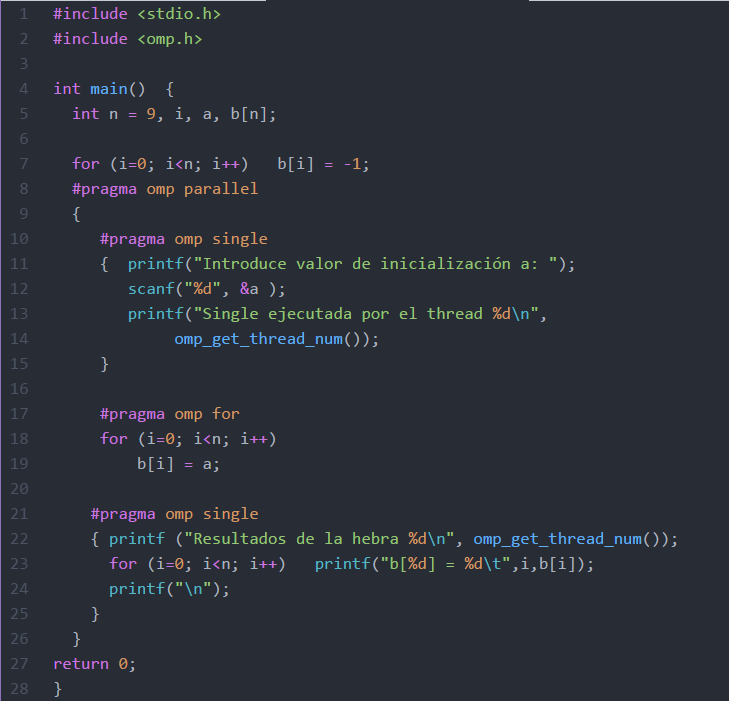 1 #include <stdio.h>
2 #include <omp.h>
3
4 int main()  {
5   int n = 9, i, a, b[n];
6
7   for (i=0; i<n; i++)   b[i] = -1;
8   #pragma omp parallel
9   {
10      #pragma omp single
11      {  printf("Introduce valor de inicialización a: ");
12         scanf("%d", &a );
13         printf("Single ejecutada por el thread %d\n",
14              omp_get_thread_num());
15      }
16
17      #pragma omp for
18      for (i=0; i<n; i++)
19          b[i] = a;
20
21     #pragma omp single
22     { printf ("Resultados de la hebra %d\n", omp_get_thread_num());
23       for (i=0; i<n; i++)   printf("b[%d] = %d\t",i,b[i]);
24       printf("\n");
25     }
26   }
27 return 0;
28 }